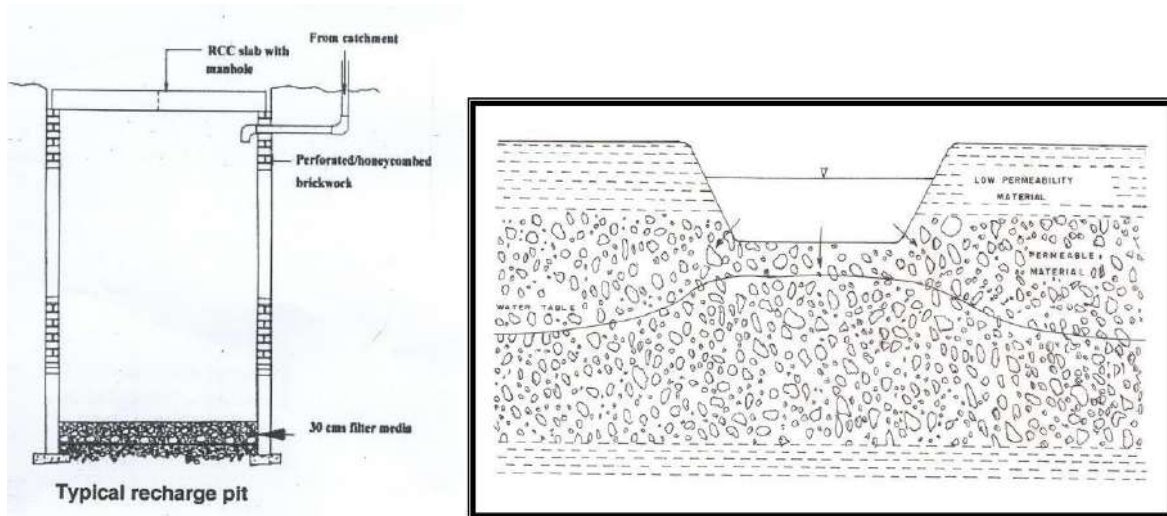 From catchment
RCC slab with
manhole
Perforated/honeycombed
brickwock
30 cms filter media
Typical recharge pit
LOW PERMEABILITY
MATERIAL
PERMEABLE
MATERIAL
WATER TABLE